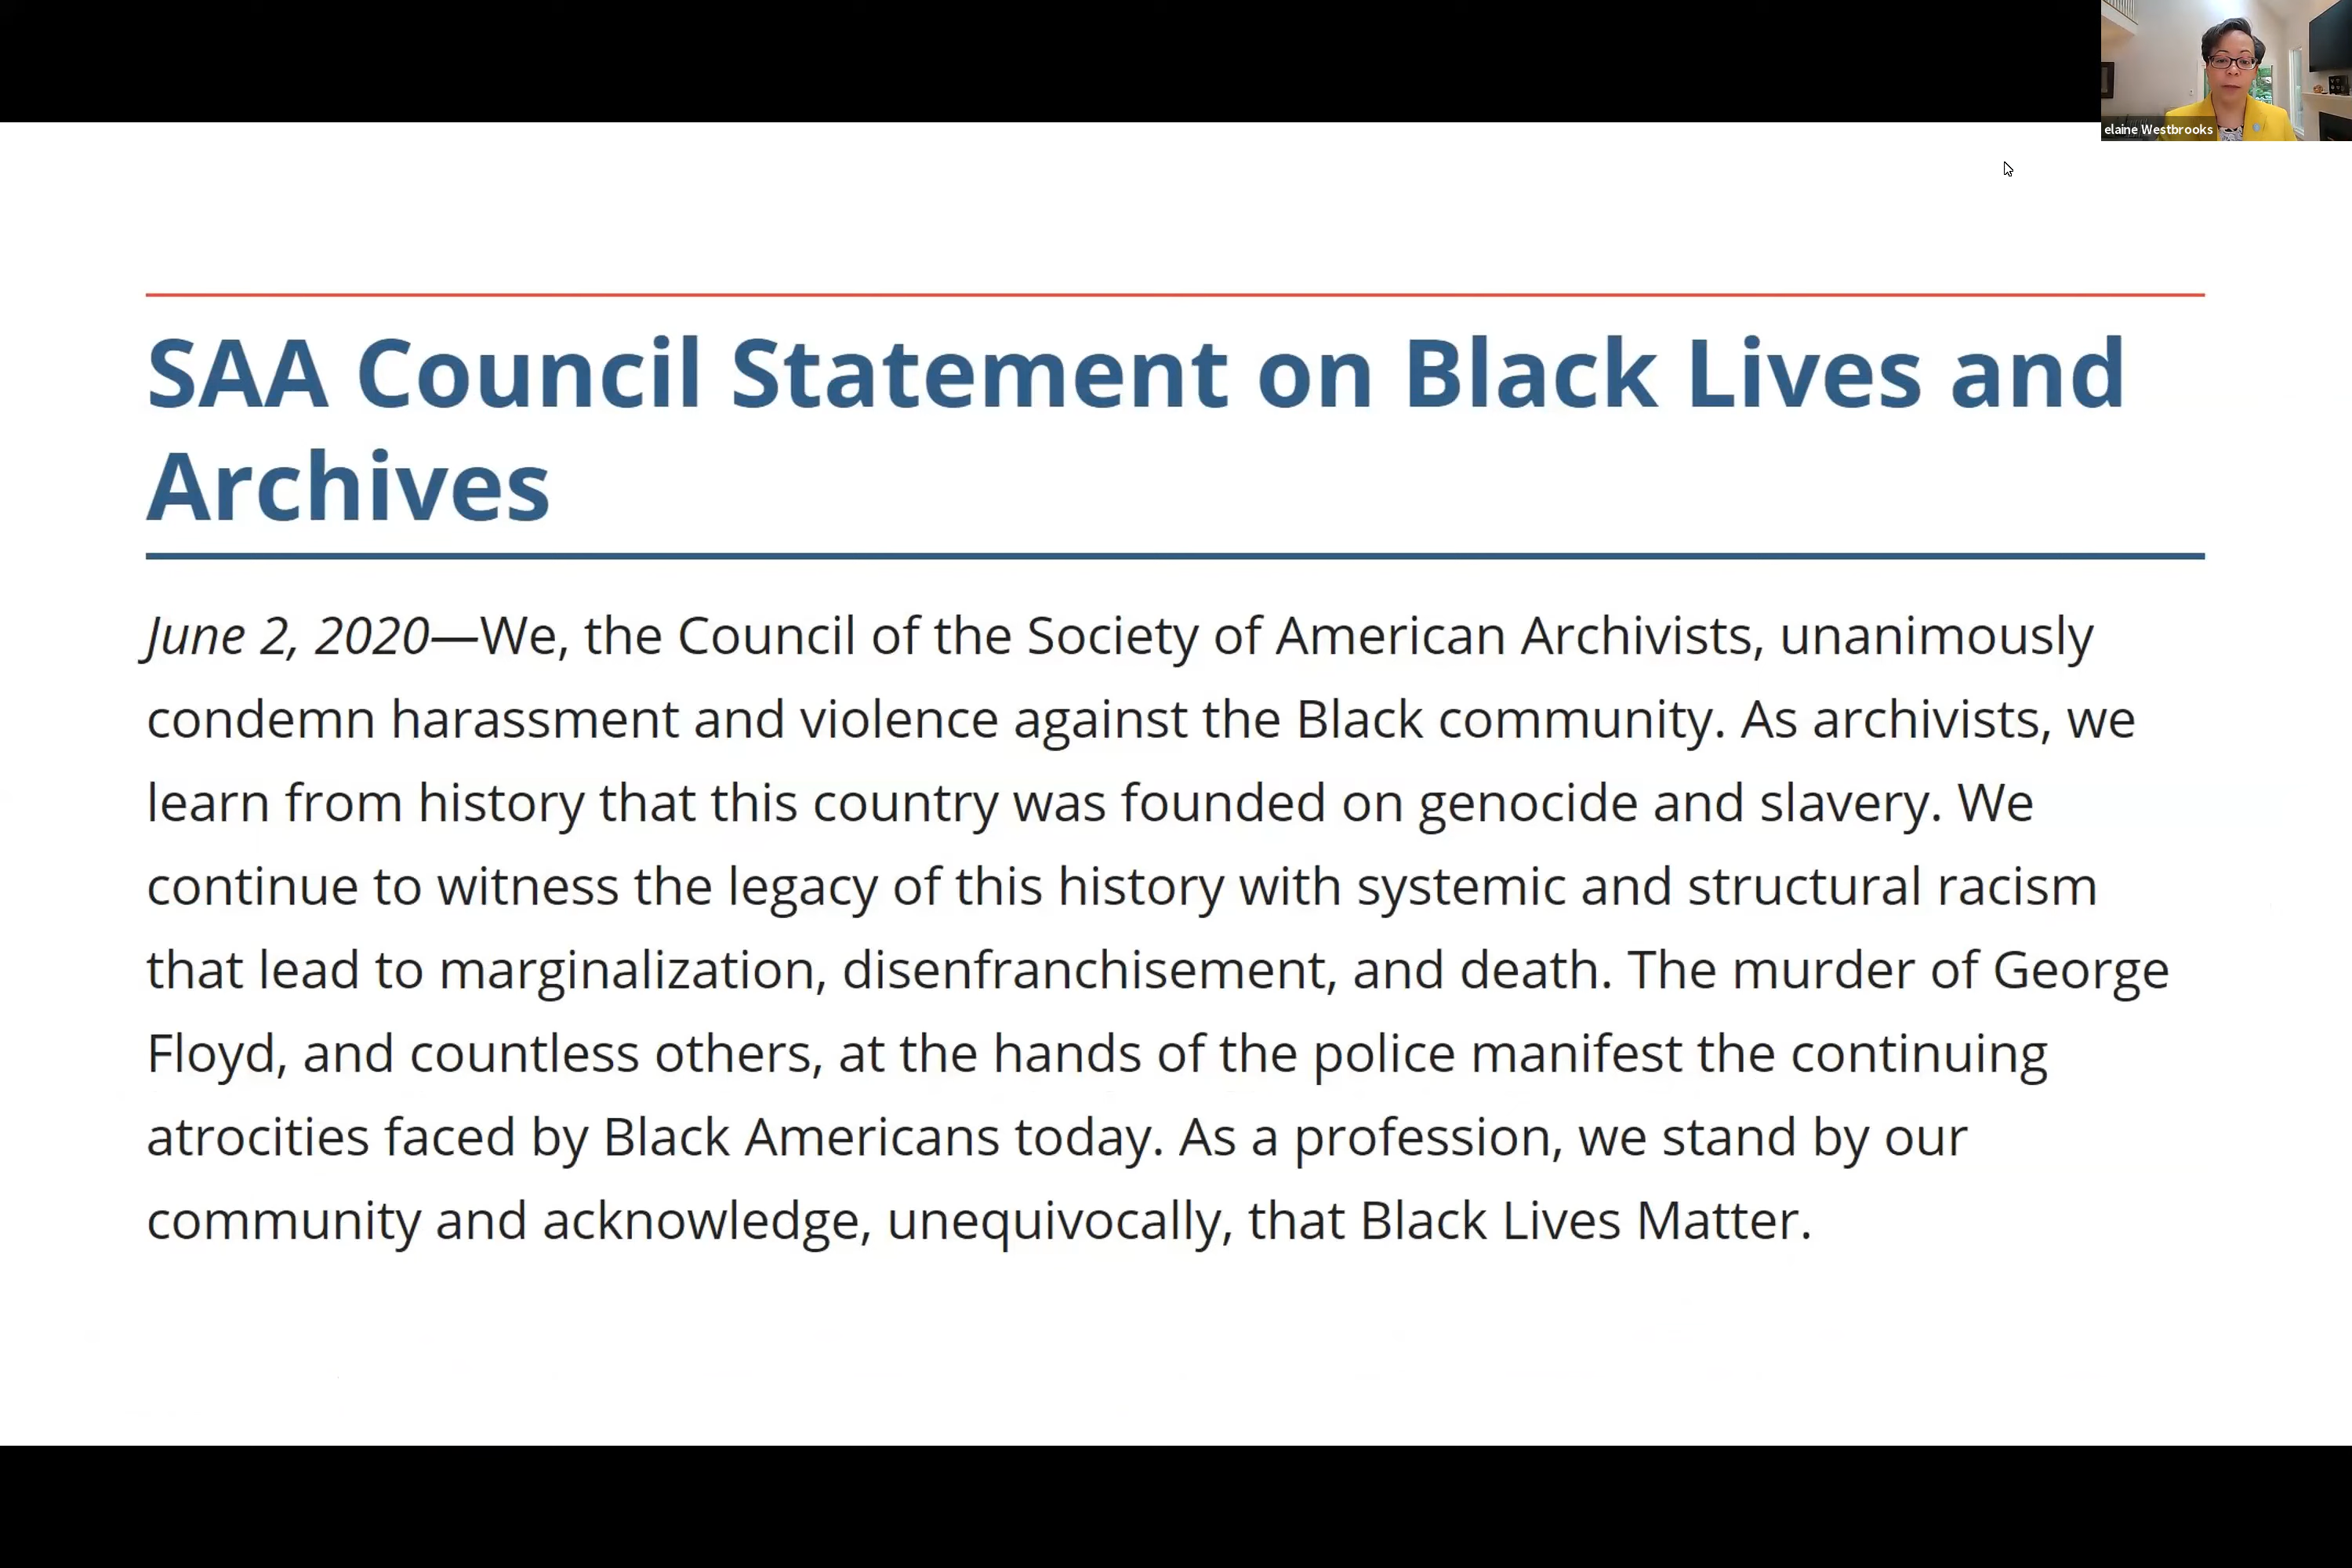 elaine Westbrooks
SAA Council Statement on Black Lives and
Archives
June 2, 2020—We, the Council of the Society of American Archivists, unanimously
condemn harassment and violence against the Black community. As archivists, we
learn from history that this country was founded on genocide and slavery. We
continue to witness the legacy of this history with systemic and structural racism
that lead to marginalization, disenfranchisement, and death. The murder of George
Floyd, and countless others, at the hands of the police manifest the continuing
atrocities faced by Black Americans today. As a profession, we stand by our
community and acknowledge, unequivocally, that Black Lives Matter.